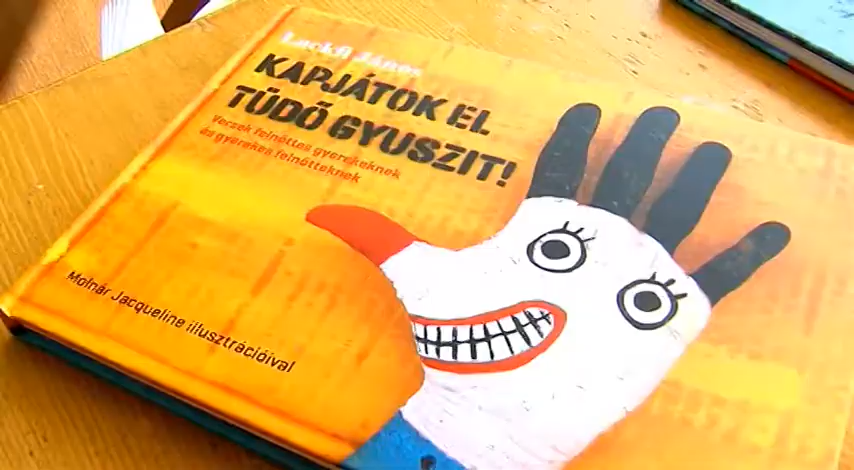 Lackfi János
KAPJÁTOK EL
TÜDŐ GYUSZIT!
Versek felnőttes gyerekeknek
és gyerekes felnőtteknek
Molnár Jacqueline illusztrációival